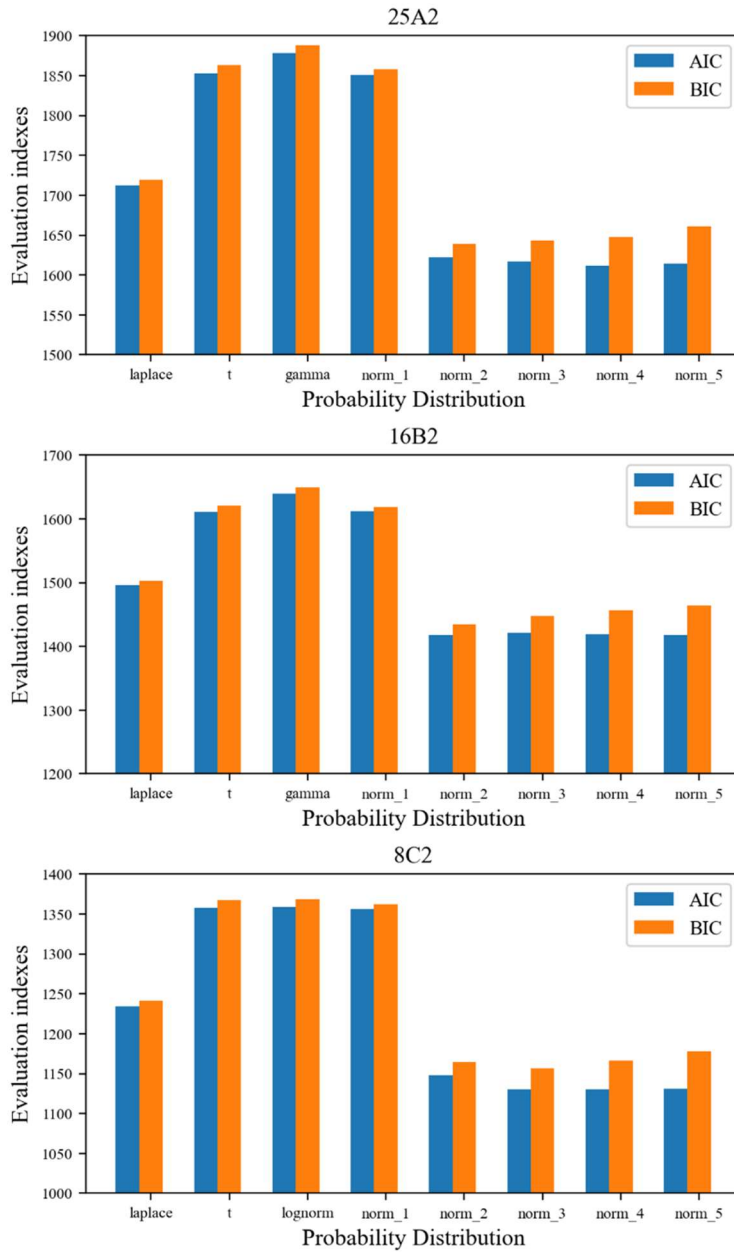 25A2
1900
1850
1800
1750
1700
1650
1600
1550
1500
Evaluation indexes
AIC
BIC
laplace t gamma norm_1 norm_2 norm_3 norm_4 norm_5
Probability Distribution
16B2
1700
1600
1500
1400
1300
1200
Evaluation indexes
AIC
BIC
laplace t gamma norm_1 norm_2 norm_3 norm_4 norm_5
Probability Distribution
8C2
1400
1350
1300
1250
1200
1150
1100
1050
1000
Evaluation indexes
AIC
BIC
laplace t lognorm norm_1 norm_2 norm_3 norm_4 norm_5
Probability Distribution